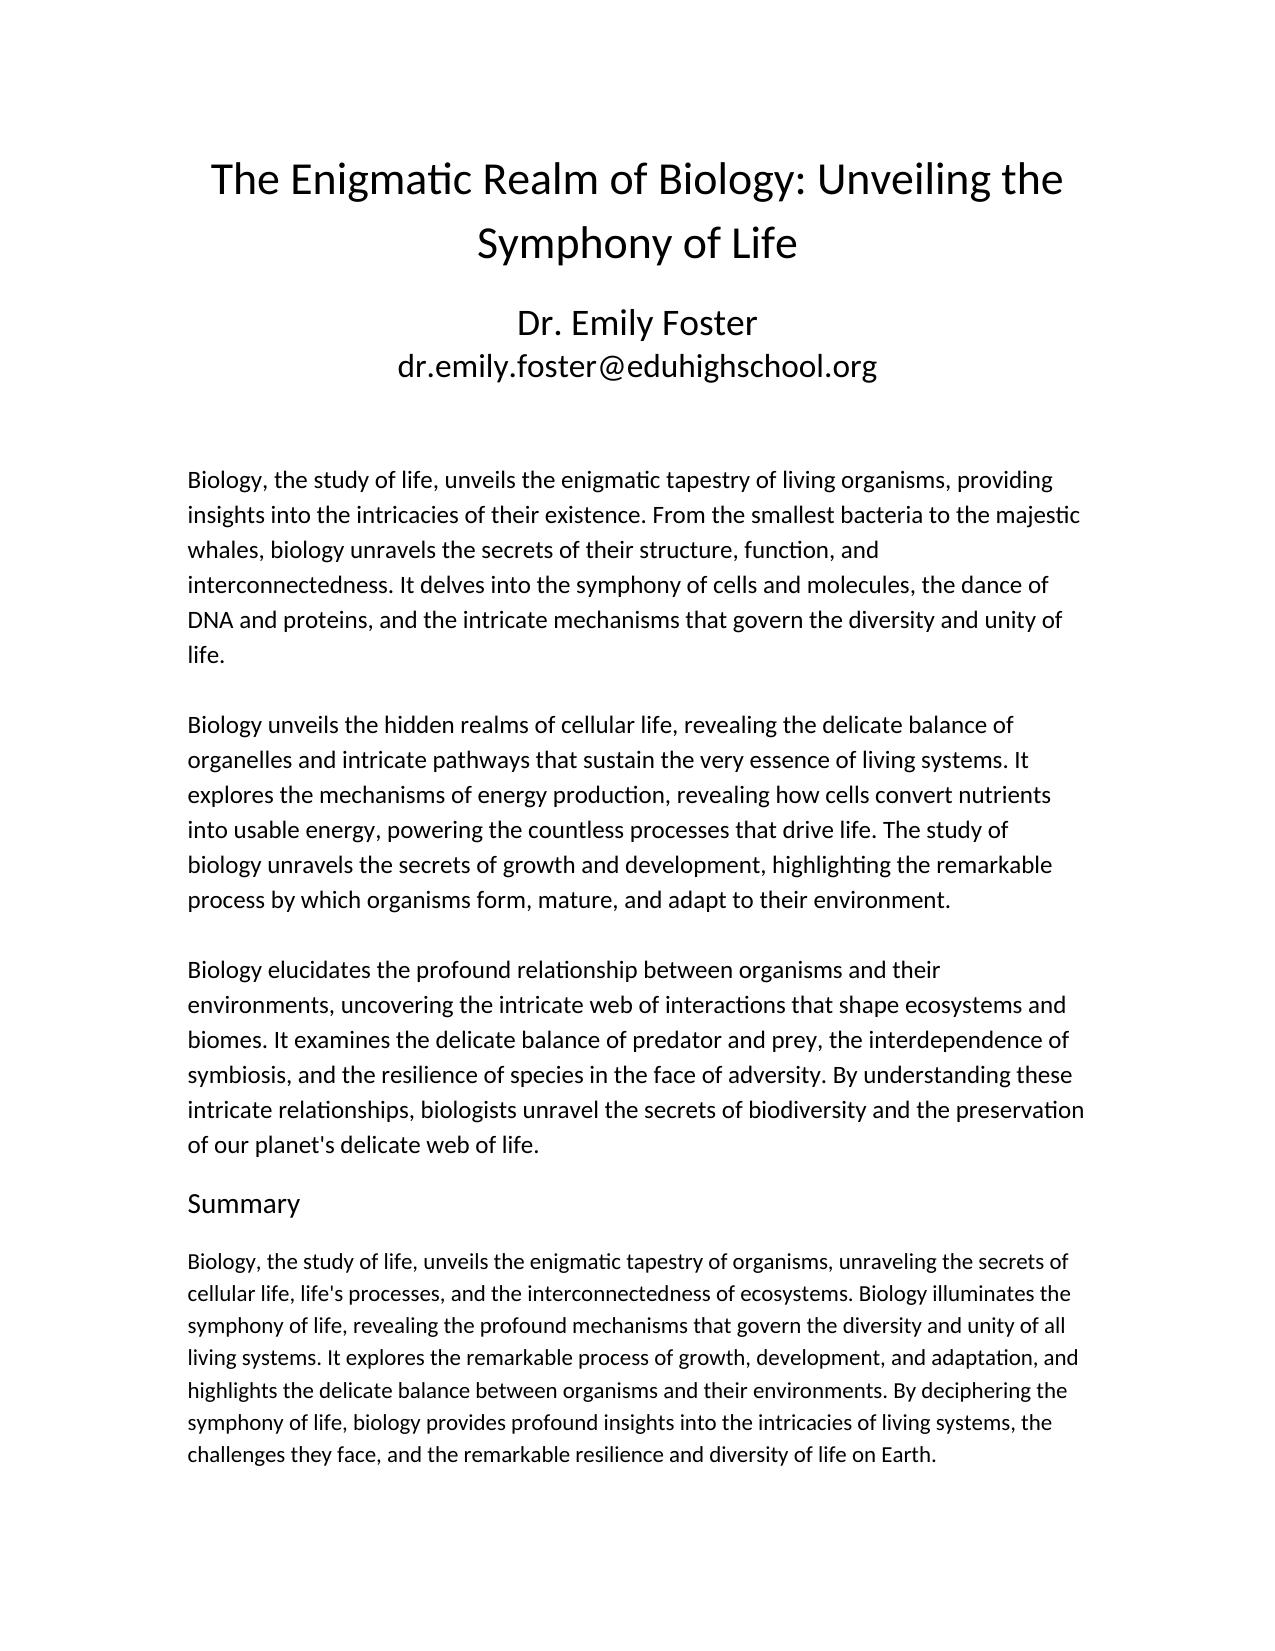 The Enigmatic Realm of Biology: Unveiling the
Symphony of Life
Dr. Emily Foster
dr.emily.foster@eduhighschool.org
Biology, the study of life, unveils the enigmatic tapestry of living organisms, providing
insights into the intricacies of their existence. From the smallest bacteria to the majestic
whales, biology unravels the secrets of their structure, function, and
interconnectedness. It delves into the symphony of cells and molecules, the dance of
DNA and proteins, and the intricate mechanisms that govern the diversity and unity of
life.
Biology unveils the hidden realms of cellular life, revealing the delicate balance of
organelles and intricate pathways that sustain the very essence of living systems. It
explores the mechanisms of energy production, revealing how cells convert nutrients
into usable energy, powering the countless processes that drive life. The study of
biology unravels the secrets of growth and development, highlighting the remarkable
process by which organisms form, mature, and adapt to their environment.
Biology elucidates the profound relationship between organisms and their
environments, uncovering the intricate web of interactions that shape ecosystems and
biomes. It examines the delicate balance of predator and prey, the interdependence of
symbiosis, and the resilience of species in the face of adversity. By understanding these
intricate relationships, biologists unravel the secrets of biodiversity and the preservation
of our planet's delicate web of life.
Summary
Biology, the study of life, unveils the enigmatic tapestry of organisms, unraveling the secrets of
cellular life, life's processes, and the interconnectedness of ecosystems. Biology illuminates the
symphony of life, revealing the profound mechanisms that govern the diversity and unity of all
living systems. It explores the remarkable process of growth, development, and adaptation, and
highlights the delicate balance between organisms and their environments. By deciphering the
symphony of life, biology provides profound insights into the intricacies of living systems, the
challenges they face, and the remarkable resilience and diversity of life on Earth.